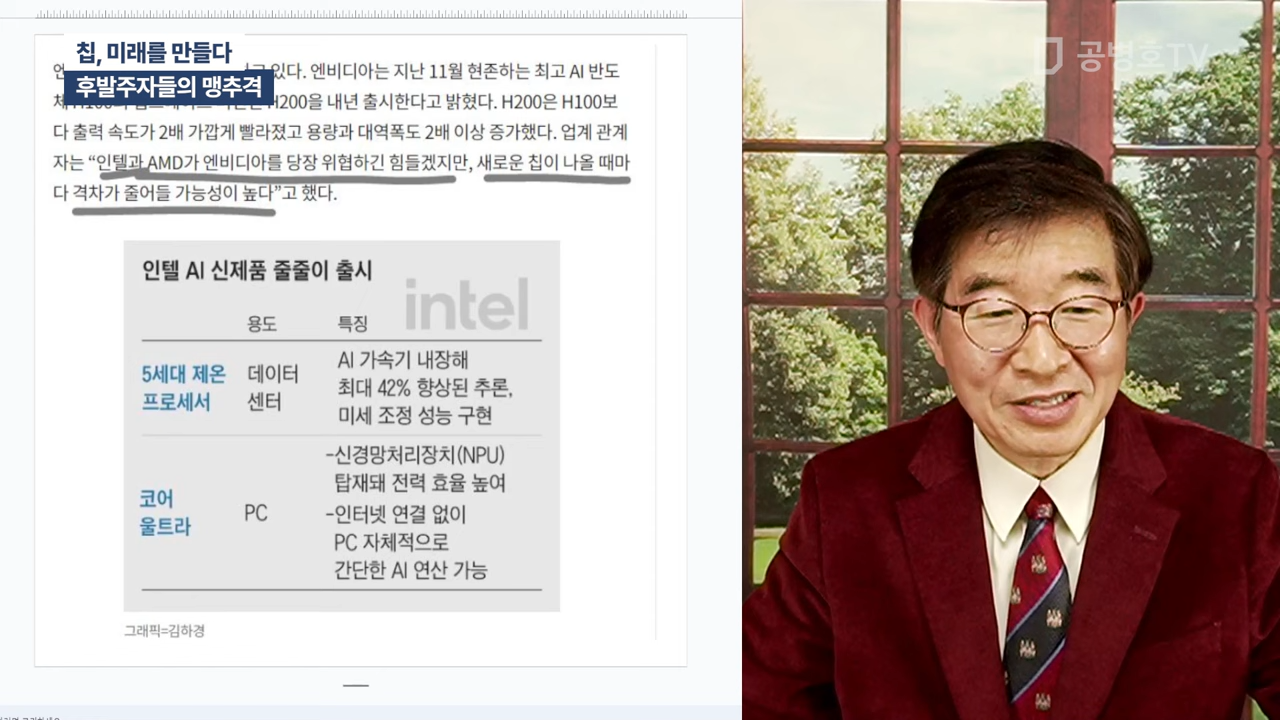 칩, 미래를 만들다
후발주자들의 맹추격
있다. 엔비디아는 지난 11월 현존하는 최고 AI 반도
H200을 내년 출시한다고 밝혔다. H200은 H100보
다 출력 속도가 2배 가깝게 빨라졌고 용량과 대역폭도 2배 이상 증가했다. 업계 관계
자는 “인텔과 AMD가 엔비디아를 당장 위협하긴 힘들겠지만, 새로운 칩이 나올 때마
다 격차가 줄어들 가능성이 높다”고 했다.
인텔 AI 신제품 줄줄이 출시
intel
용도 특징
5세대 제온
프로세서
데이터
센터
AI 가속기 내장해
최대 42% 향상된 추론,
미세 조정 성능 구현
코어
울트라
PC
-신경망처리장치(NPU)
탑재돼 전력 효율 높여
-인터넷 연결 없이
PC 자체적으로
간단한 AI 연산 가능
그래픽=김하경
공병호TV